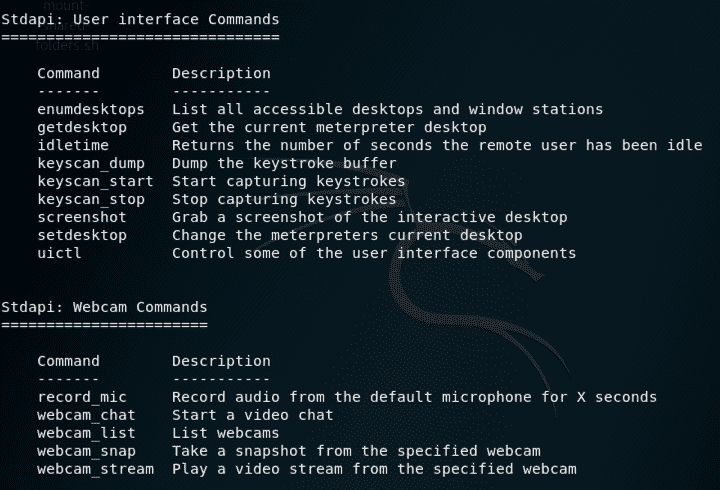 mount-
shared-
folders.sh
Stdapi: User interface Commands
===============================
Command Description
------- -----------
enumdesktops List all accessible desktops and window stations
getdesktop Get the current meterpreter desktop
idletime Returns the number of seconds the remote user has been idle
keyscan_dump Dump the keystroke buffer
keyscan_start Start capturing keystrokes
keyscan_stop Stop capturing keystrokes
screenshot Grab a screenshot of the interactive desktop
setdesktop Change the meterpreters current desktop
uictl Control some of the user interface components
Stdapi: Webcam Commands
=======================
Command Description
------- -----------
record_mic Record audio from the default microphone for X seconds
webcam_chat Start a video chat
webcam_list List webcams
webcam_snap Take a snapshot from the specified webcam
webcam_stream Play a video stream from the specified webcam